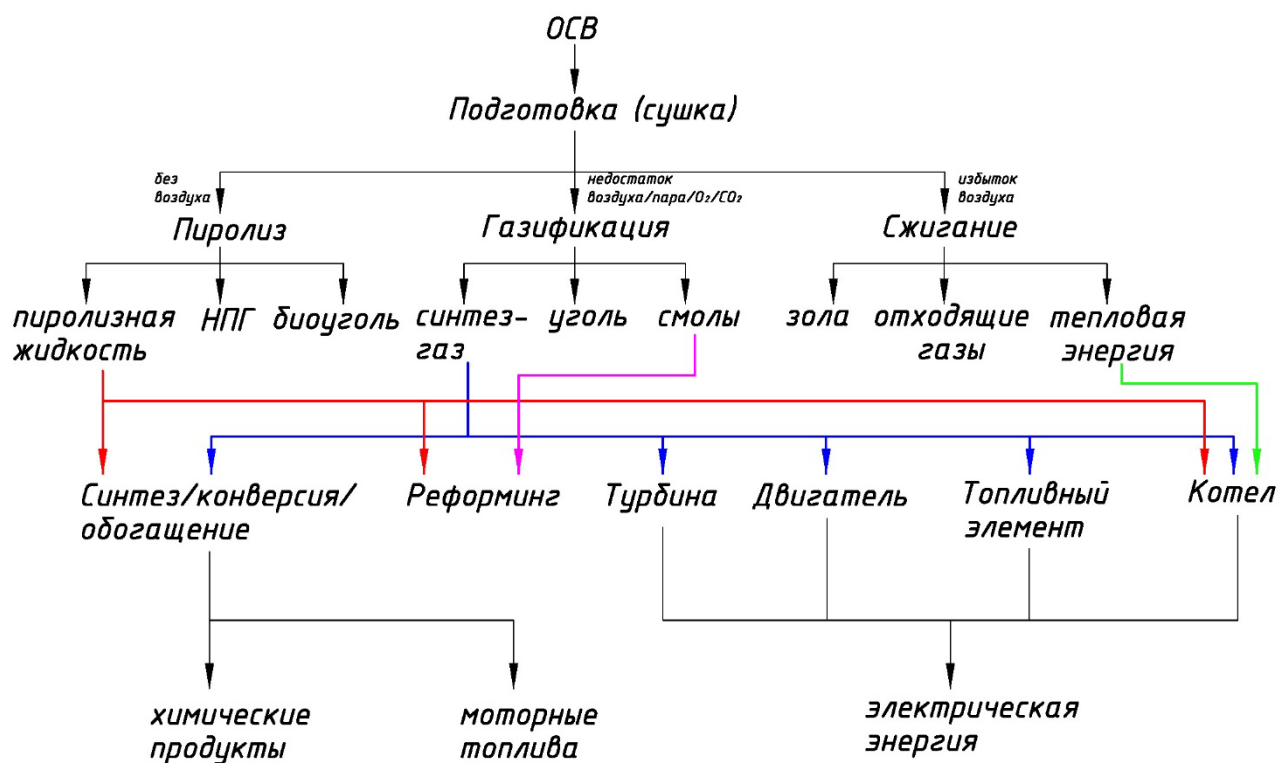 ОСВ
Подготовка (сушка)
без
воздуха
недостаток
воздуха/пара/O₂/CO₂
избыток
воздуха
Пиролиз
Газификация
Сжигание
пиролизная
жидкость
НПГ
биоуголь
синтез-
газ
уголь
смолы
зола
отходящие
газы
тепловая
энергия
Синтез/конверсия/
обогащение
Реформинг
Турбина
Двигатель
Топливный
элемент
Котел
химические
продукты
моторные
топлива
электрическая
энергия